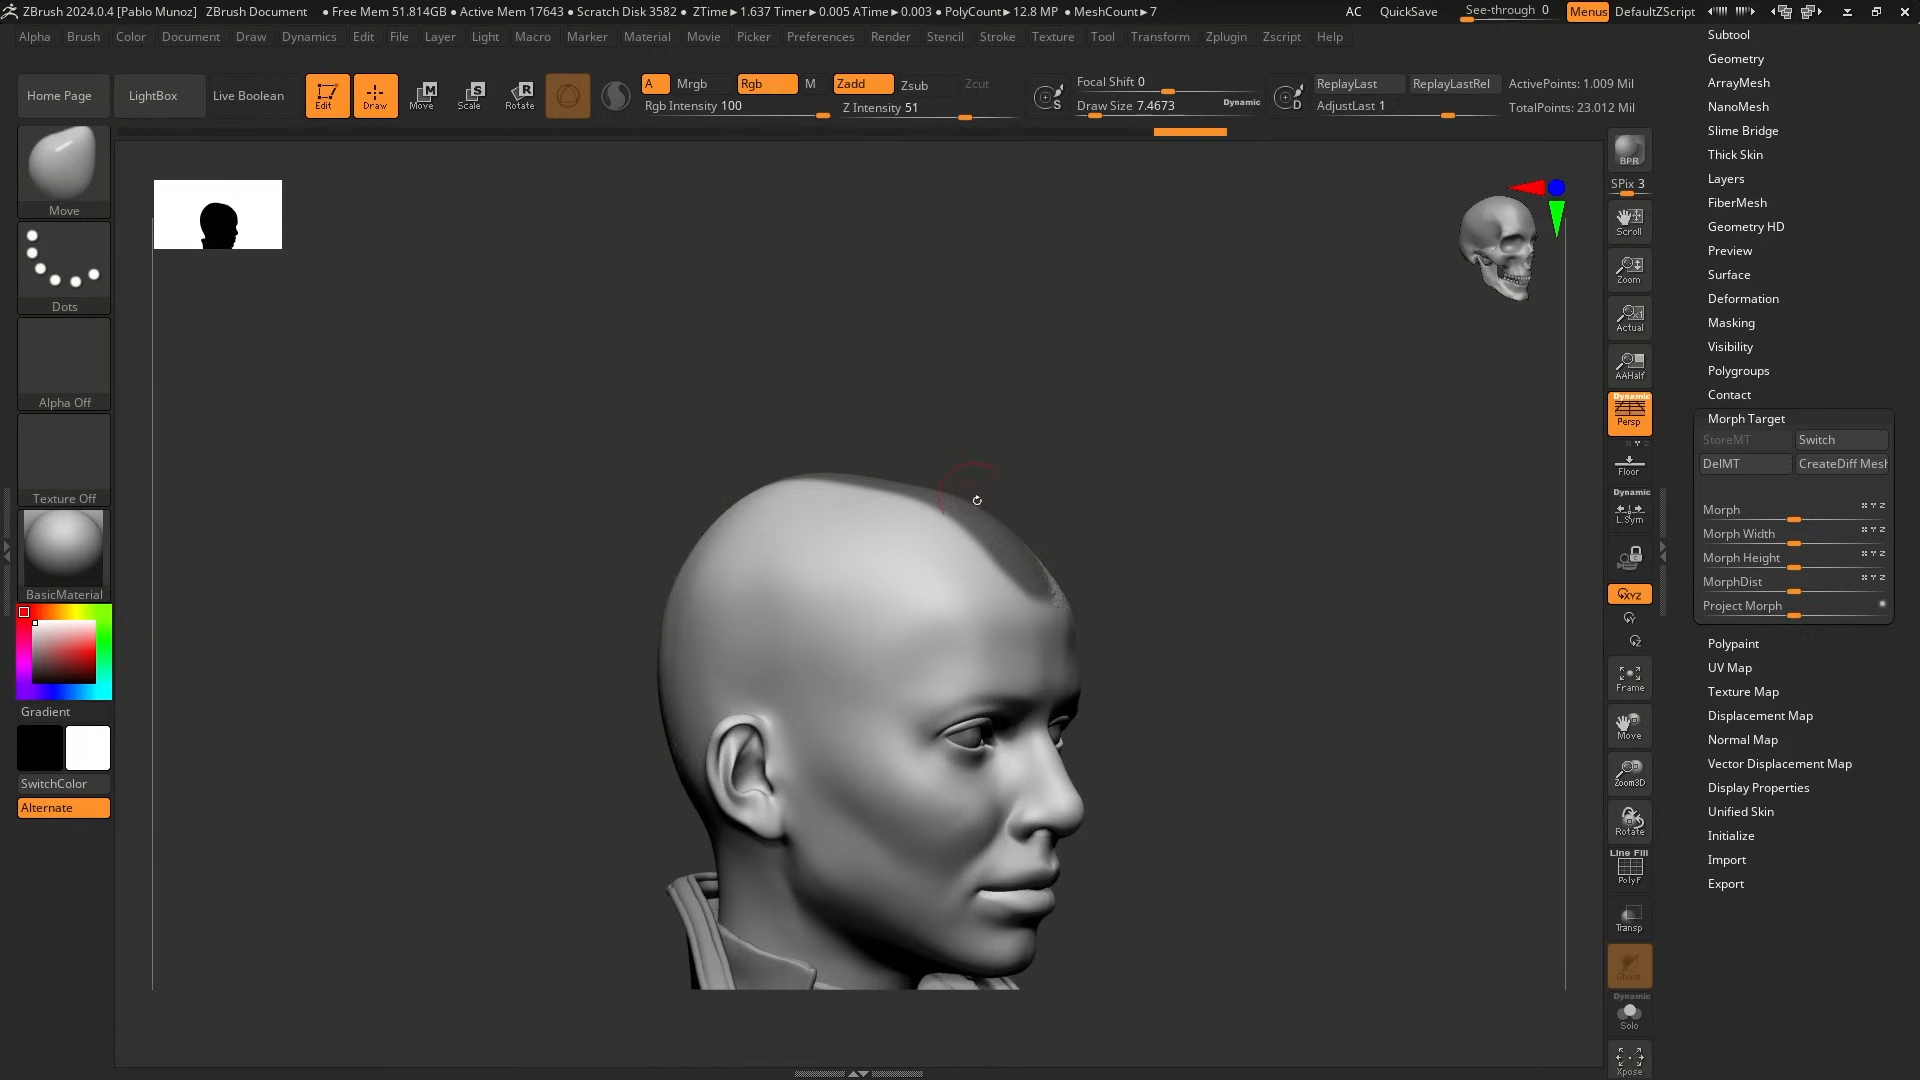 ZBrush 2024.0.4 [Pablo Munoz] ZBrush Document ● Free Mem 51.814GB ● Active Mem 17643 ● Scratch Disk 3582 ● ZTime►1.637 Timer►0.005 ATime►0.003 ● PolyCount►12.8 MP ● MeshCount►7 AC QuickSave See-through 0 Menus DefaultZScript
Alpha Brush Color Document Draw Dynamics Edit File Layer Light Macro Marker Material Movie Picker Preferences Render Stencil Stroke Texture Tool Transform Zplugin Zscript Help
Home Page LightBox Live Boolean Edit Draw Move Scale Rotate
M S R
A Mrgb Rgb M Zadd Zsub Zcut
Rgb Intensity 100 Z Intensity 51
S Focal Shift 0
Draw Size 7.4673 Dynamic
D ReplayLast ReplayLastRel ActivePoints: 1.009 Mil
AdjustLast 1 TotalPoints: 23.012 Mil
Move
Dots
Alpha Off
Texture Off
BasicMaterial
Gradient
SwitchColor
Alternate
BPR
SPix 3
Scroll
Zoom
Actual
AAHalf
Dynamic
Persp
Floor
Dynamic
L.Sym
XYZ
Y
Z
Frame
Move
Zoom3D
Rotate
Line Fill
PolyF
Transp
Ghost
Dynamic
Solo
Xpose
Subtool
Geometry
ArrayMesh
NanoMesh
Slime Bridge
Thick Skin
Layers
FiberMesh
Geometry HD
Preview
Surface
Deformation
Masking
Visibility
Polygroups
Contact
Morph Target
StoreMT Switch
DelMT CreateDiff Mesh
Morph X Y Z
Morph Width X Y Z
Morph Height X Y Z
MorphDist X Y Z
Project Morph
Polypaint
UV Map
Texture Map
Displacement Map
Normal Map
Vector Displacement Map
Display Properties
Unified Skin
Initialize
Import
Export